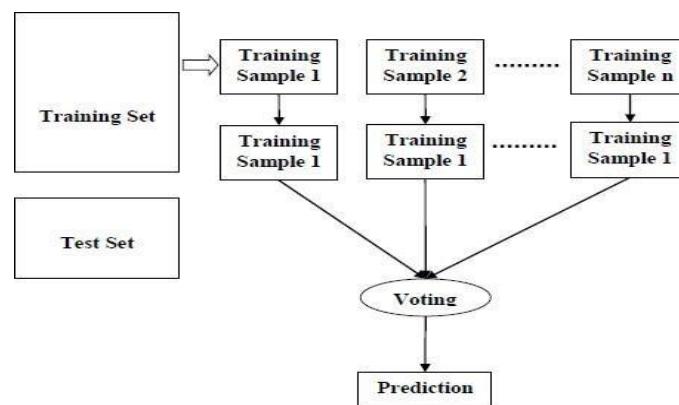 Training Set
Training
Sample 1
Training
Sample 2
.........
Training
Sample n
Training
Sample 1
Training
Sample 1
.........
Training
Sample 1
Test Set
Voting
Prediction